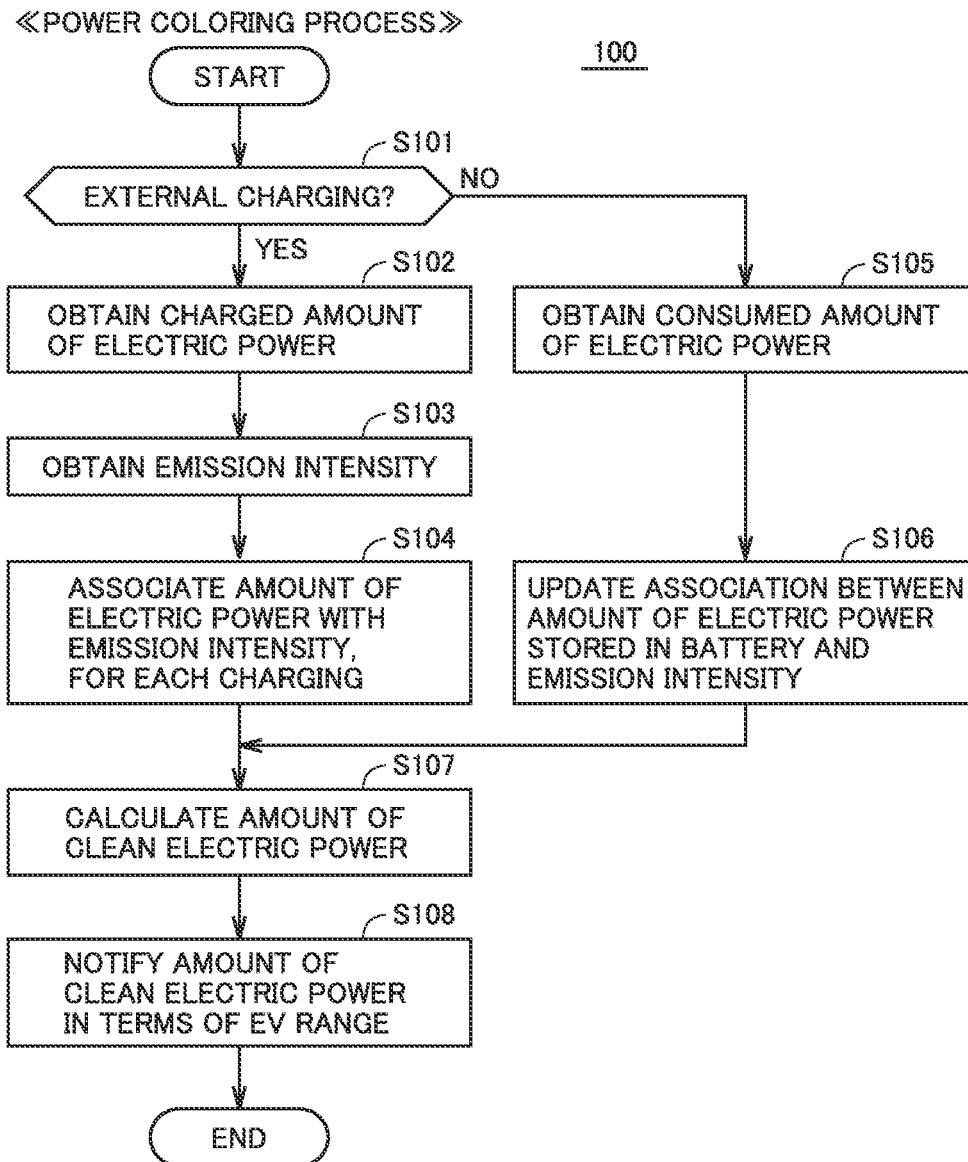 ≪POWER COLORING PROCESS≫
100
START
S101
EXTERNAL CHARGING?
NO
YES
S102
OBTAIN CHARGED AMOUNT
OF ELECTRIC POWER
S105
OBTAIN CONSUMED AMOUNT
OF ELECTRIC POWER
S103
OBTAIN EMISSION INTENSITY
S104
ASSOCIATE AMOUNT OF
ELECTRIC POWER WITH
EMISSION INTENSITY,
FOR EACH CHARGING
S106
UPDATE ASSOCIATION BETWEEN
AMOUNT OF ELECTRIC POWER
STORED IN BATTERY AND
EMISSION INTENSITY
S107
CALCULATE AMOUNT OF
CLEAN ELECTRIC POWER
S108
NOTIFY AMOUNT OF
CLEAN ELECTRIC POWER
IN TERMS OF EV RANGE
END